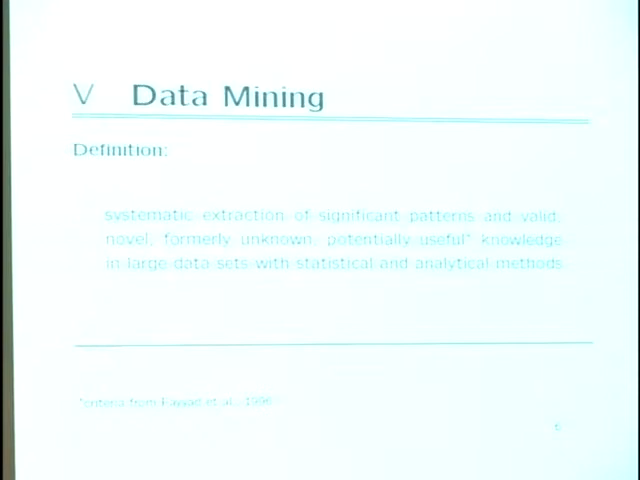 V Data Mining
Definition:
systematic extraction of significant patterns and valid,
novel, formerly unknown, potentially useful* knowledge
in large data sets with statistical and analytical methods
*criteria from Fayyad et al., 1996
6